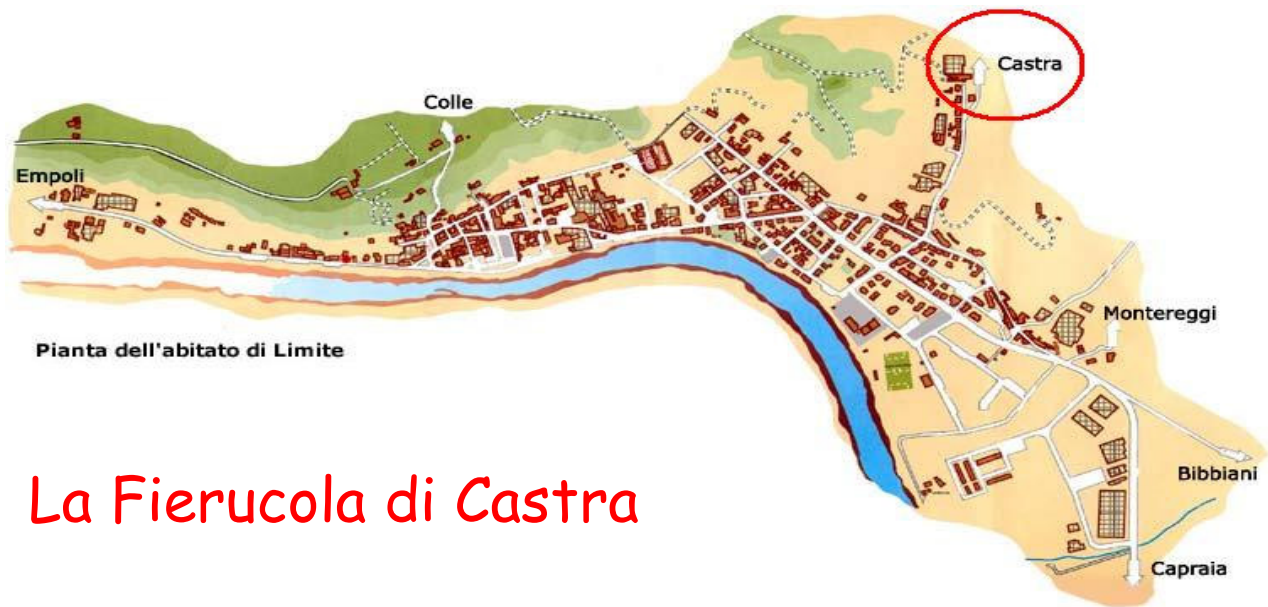 Castra
Colle
Empoli
Montereggi
Pianta dell'abitato di Limite
Bibbiani
La Fierucola di Castra
Capraia